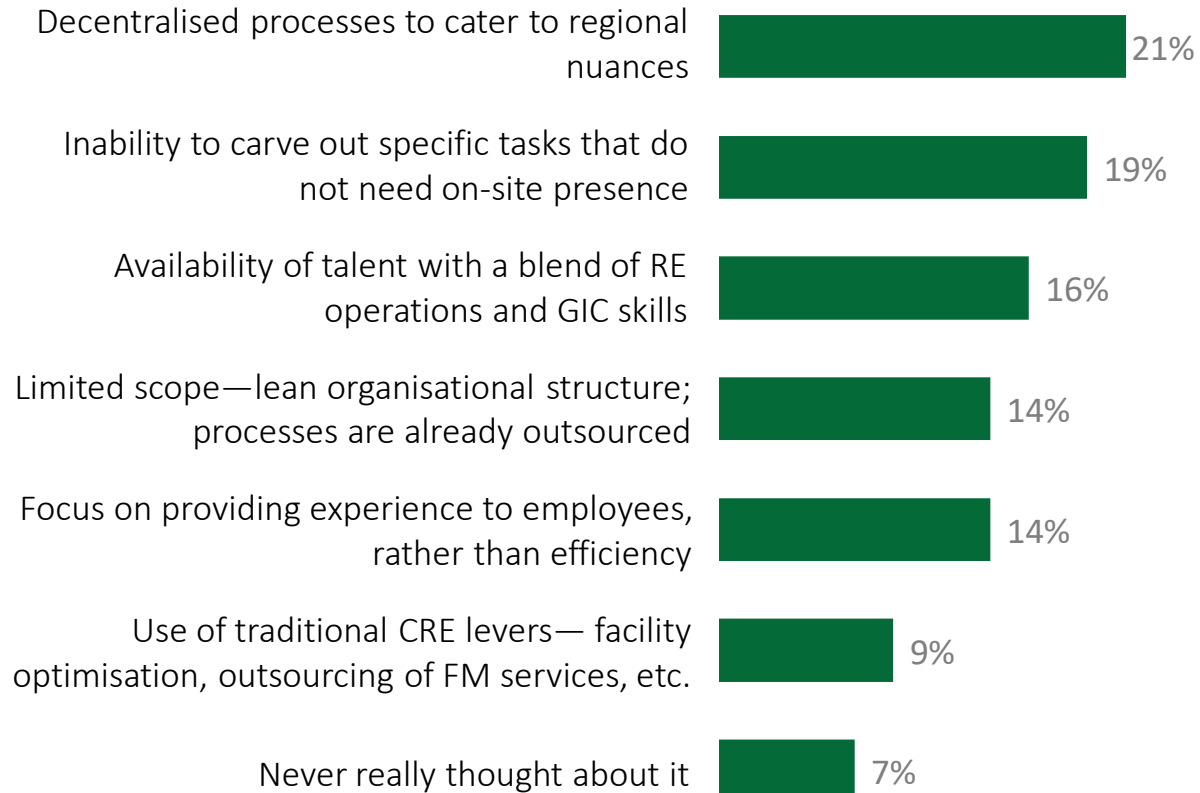 Decentralised processes to cater to regional
nuances
21%
Inability to carve out specific tasks that do
not need on-site presence
19%
Availability of talent with a blend of RE
operations and GIC skills
16%
Limited scope—lean organisational structure;
processes are already outsourced
14%
Focus on providing experience to employees,
rather than efficiency
14%
Use of traditional CRE levers— facility
optimisation, outsourcing of FM services, etc.
9%
Never really thought about it
7%